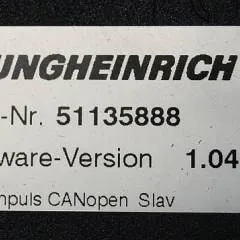 UNGHEINRICH
-Nr. 51135888
ware-Version 1.04
mpuls CANopen Slav